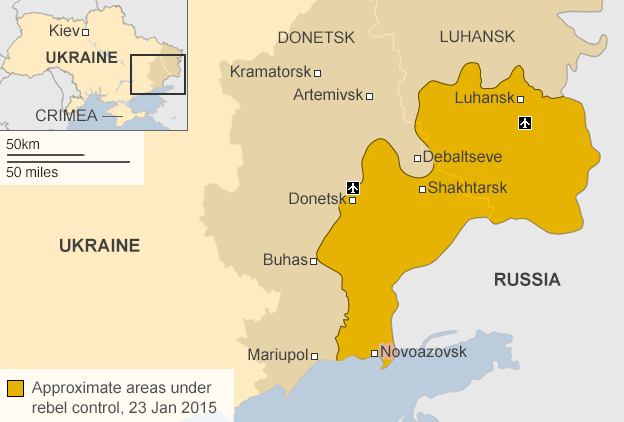 Kiev
UKRAINE
CRIMEA
50km
50 miles
DONETSK
LUHANSK
Kramatorsk
Artemivsk
Luhansk
Debaltseve
Shakhtarsk
Donetsk
UKRAINE
Buhas
RUSSIA
Mariupol
Novoazovsk
Approximate areas under
rebel control, 23 Jan 2015